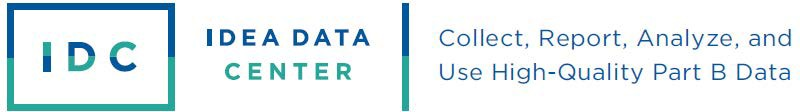 IDC
IDEA DATA
CENTER
Collect, Report, Analyze, and
Use High-Quality Part B Data